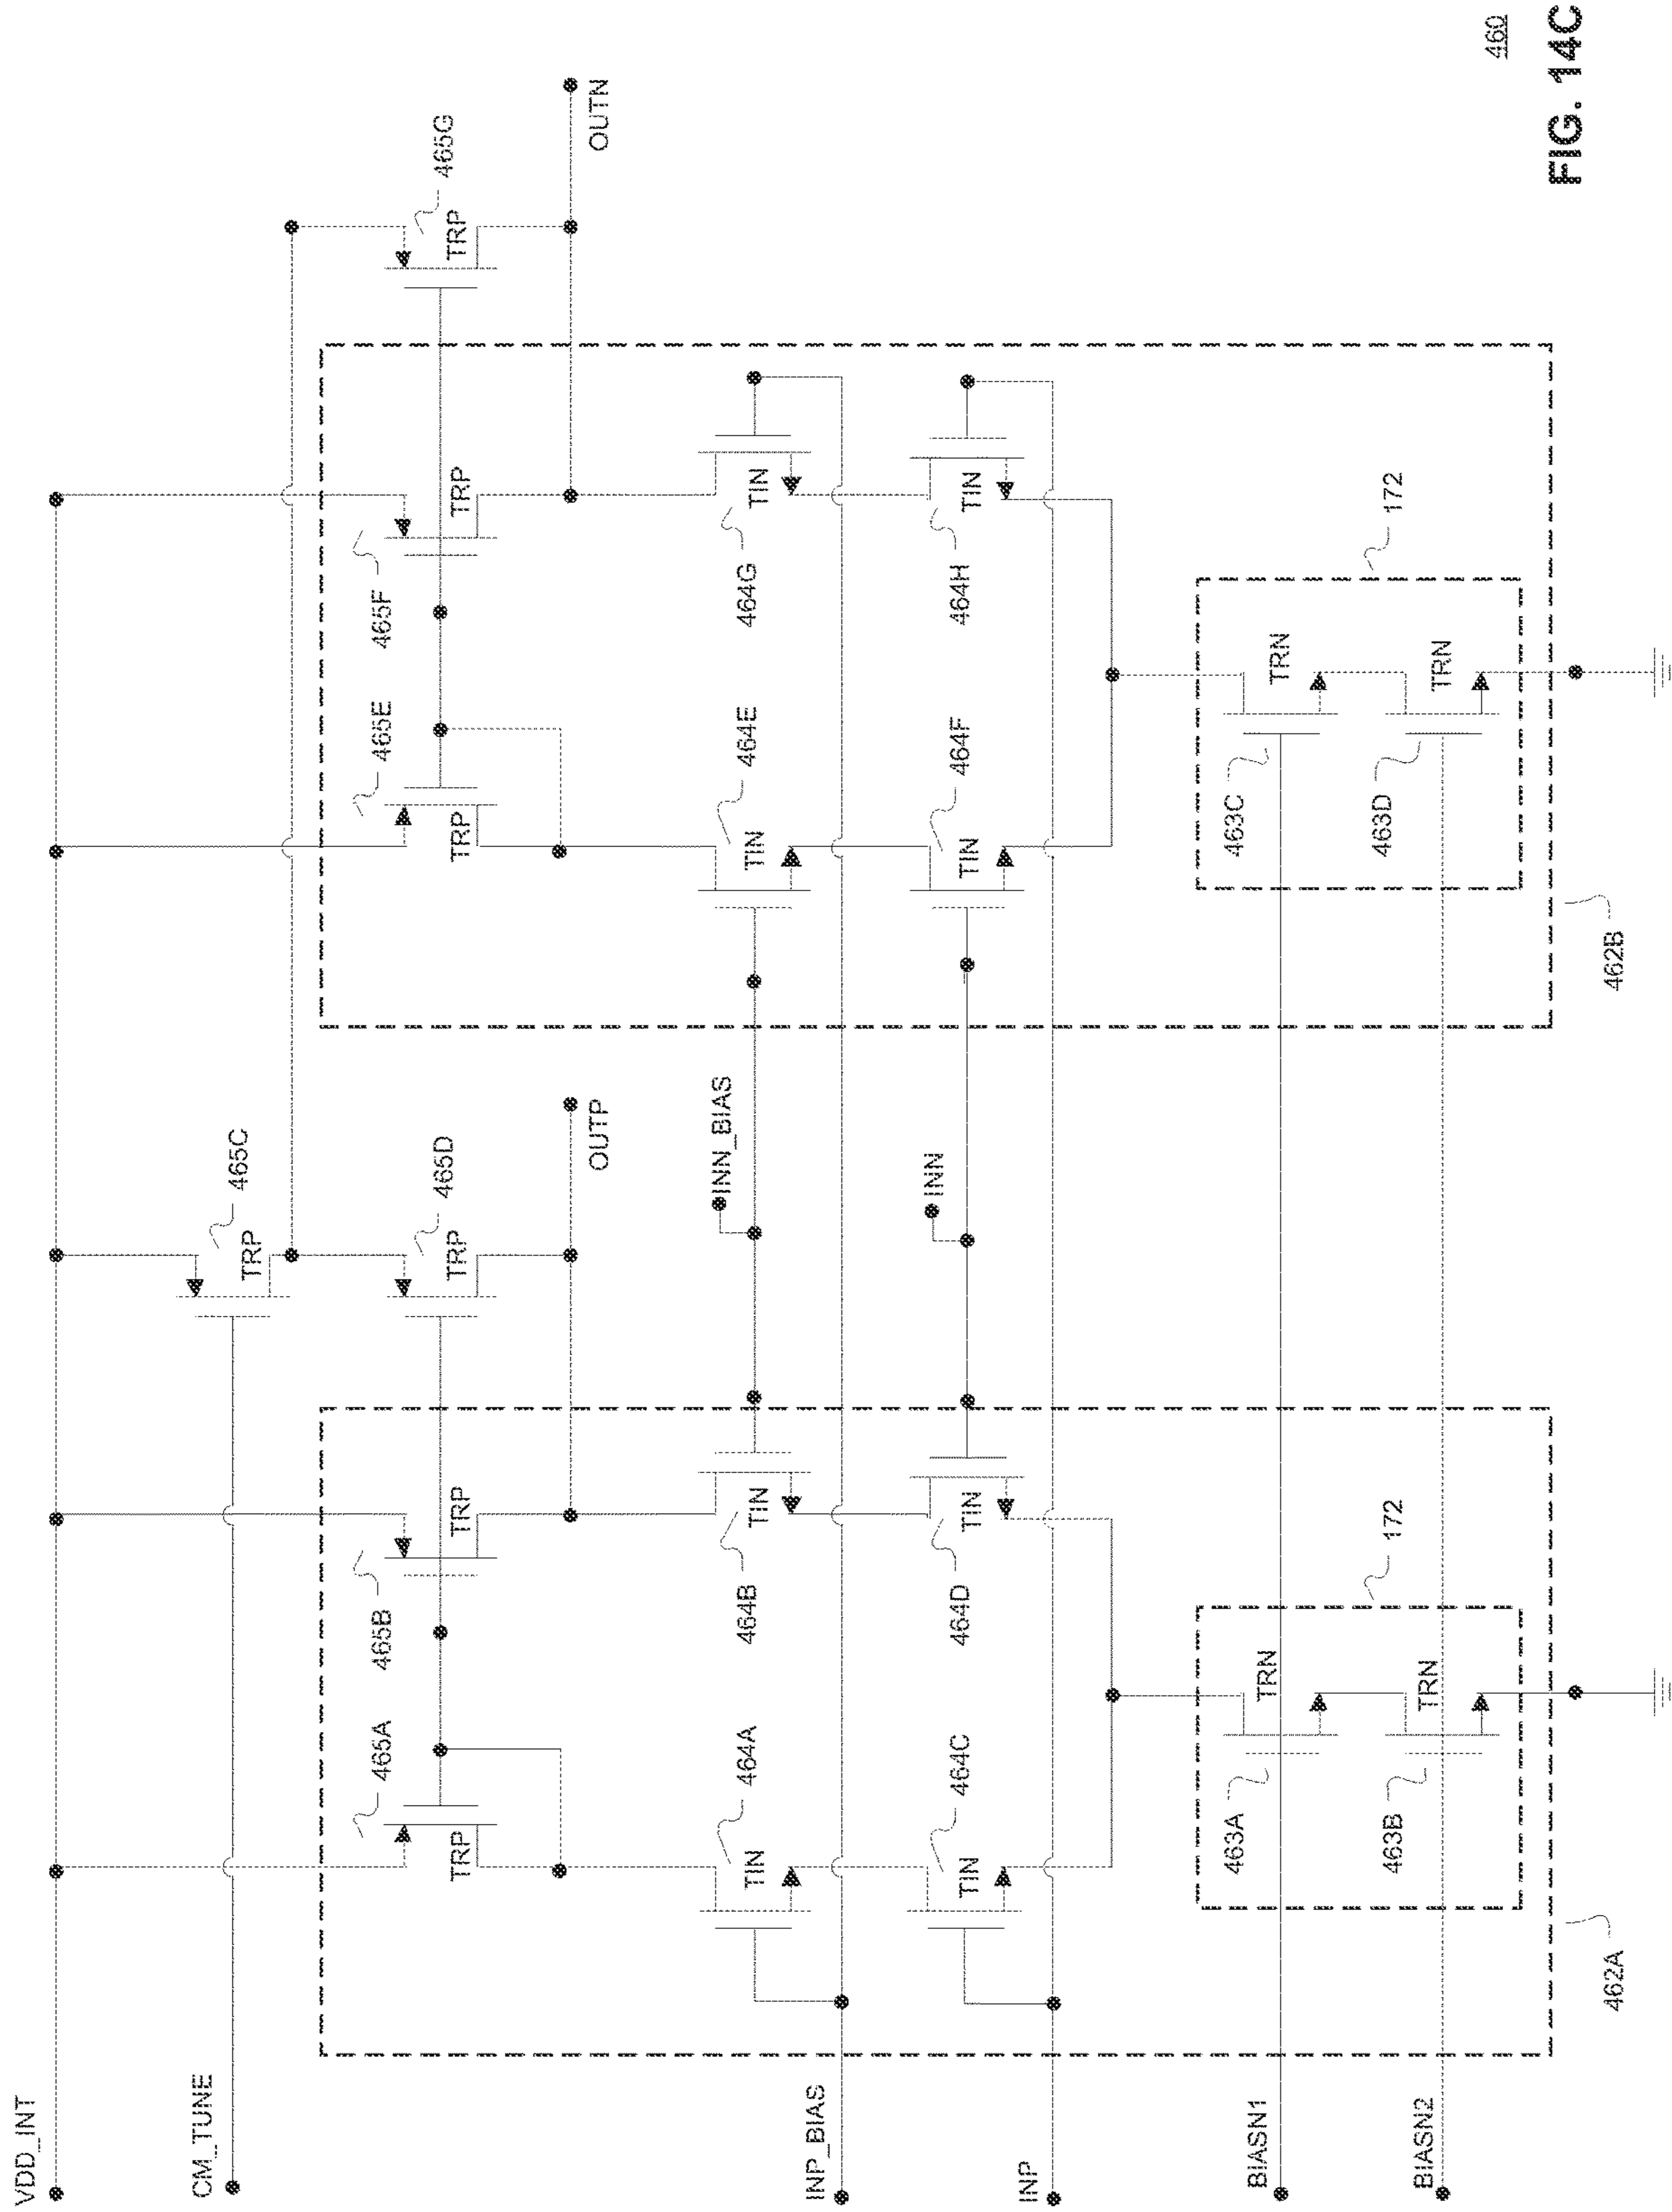 VDD_INT
CM_TUNE
465C
TRP
465A
465B
465D
465E
465F
465G
TRP
TRP
TRP
TRP
TRP
TRP
OUTP
OUTN
INN_BIAS
464A
TIN
464B
TIN
464E
TIN
464G
TIN
INP_BIAS
INN
464C
TIN
464D
TIN
464F
TIN
464H
TIN
INP
172
172
463A
TRN
463C
TRN
BIASN1
463B
TRN
463D
TRN
BIASN2
462A
462B
460
FIG. 14C